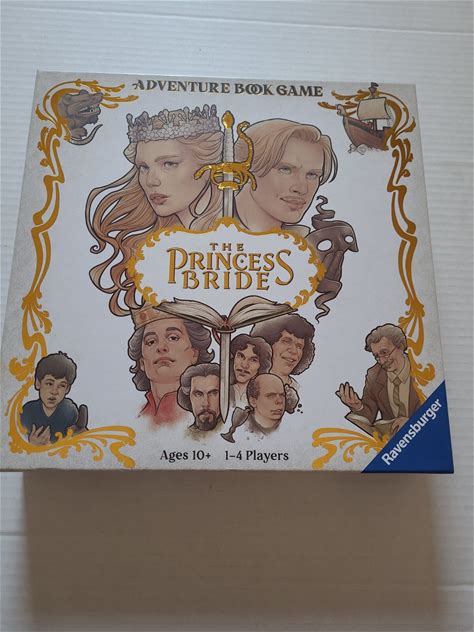 ADVENTURE BOOK GAME
THE
PRINCESS
BRIDE
Ages 10+ 1-4 Players
Ravensburger